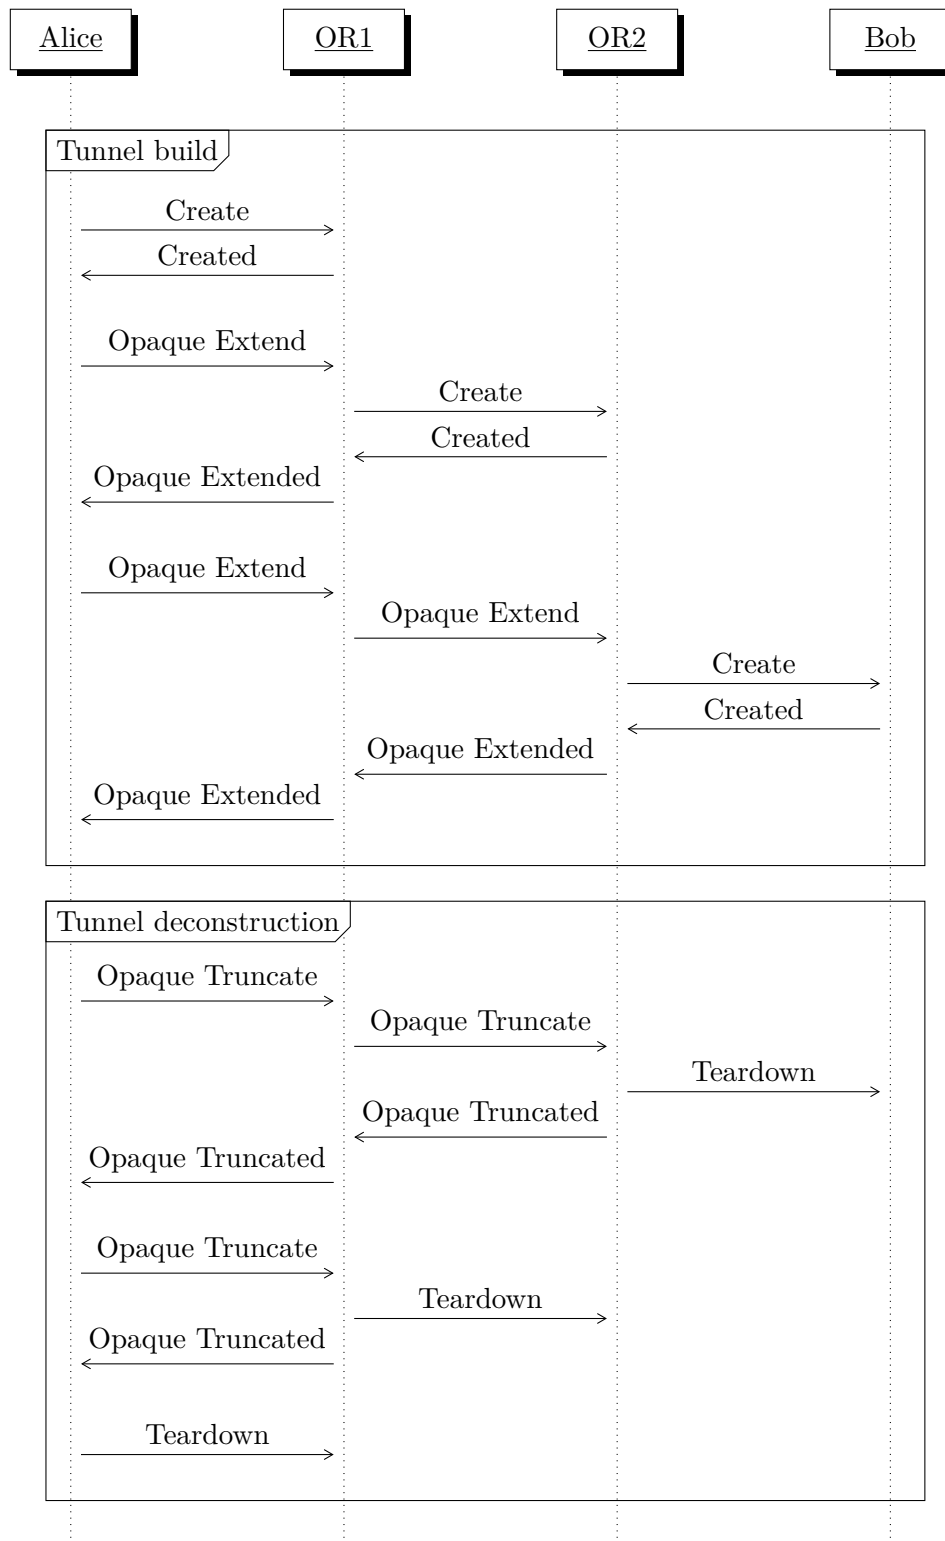 Alice
OR1
OR2
Bob
Tunnel build
Create
Created
Opaque Extend
Create
Created
Opaque Extended
Opaque Extend
Opaque Extend
Create
Created
Opaque Extended
Opaque Extended
Tunnel deconstruction
Opaque Truncate
Opaque Truncate
Teardown
Opaque Truncated
Opaque Truncated
Opaque Truncate
Teardown
Opaque Truncated
Teardown